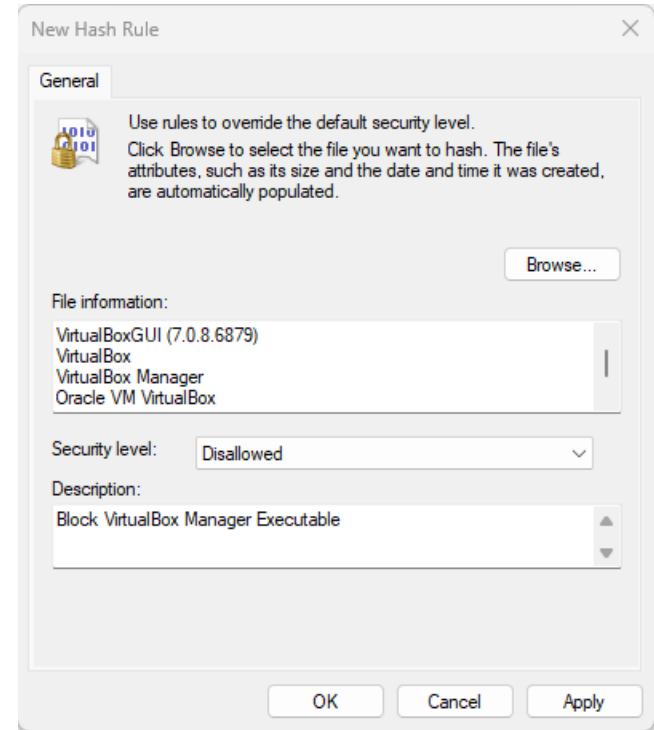 New Hash Rule
General
Use rules to override the default security level.
Click Browse to select the file you want to hash. The file's
attributes, such as its size and the date and time it was created,
are automatically populated.
Browse...
File information:
VirtualBoxGUI (7.0.8.6879)
VirtualBox
VirtualBox Manager
Oracle VM VirtualBox
Security level:
Disallowed
Description:
Block VirtualBox Manager Executable
OK
Cancel
Apply